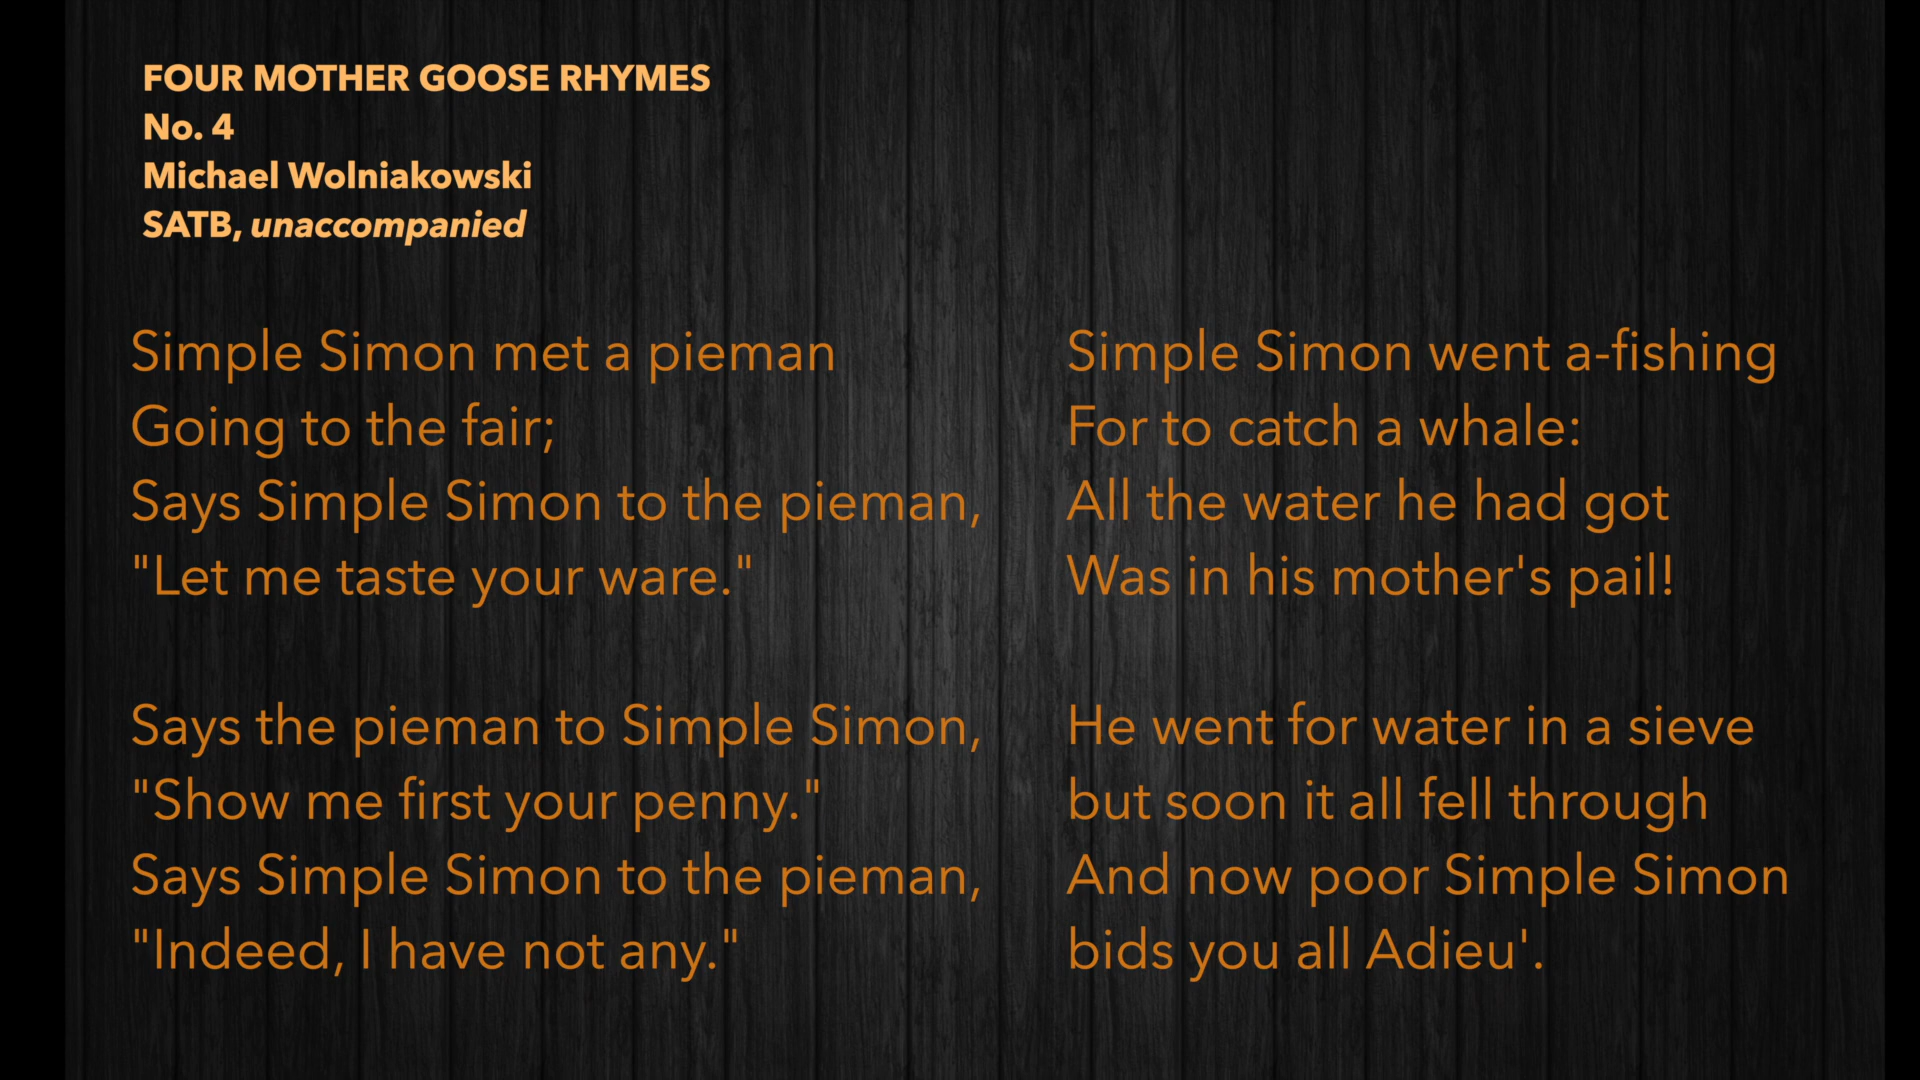 FOUR MOTHER GOOSE RHYMES
No. 4
Michael Wolniakowski
SATB, unaccompanied
Simple Simon met a pieman
Going to the fair;
Says Simple Simon to the pieman,
"Let me taste your ware."
Says the pieman to Simple Simon,
"Show me first your penny."
Says Simple Simon to the pieman,
"Indeed, I have not any."
Simple Simon went a-fishing
For to catch a whale:
All the water he had got
Was in his mother's pail!
He went for water in a sieve
but soon it all fell through
And now poor Simple Simon
bids you all Adieu'.